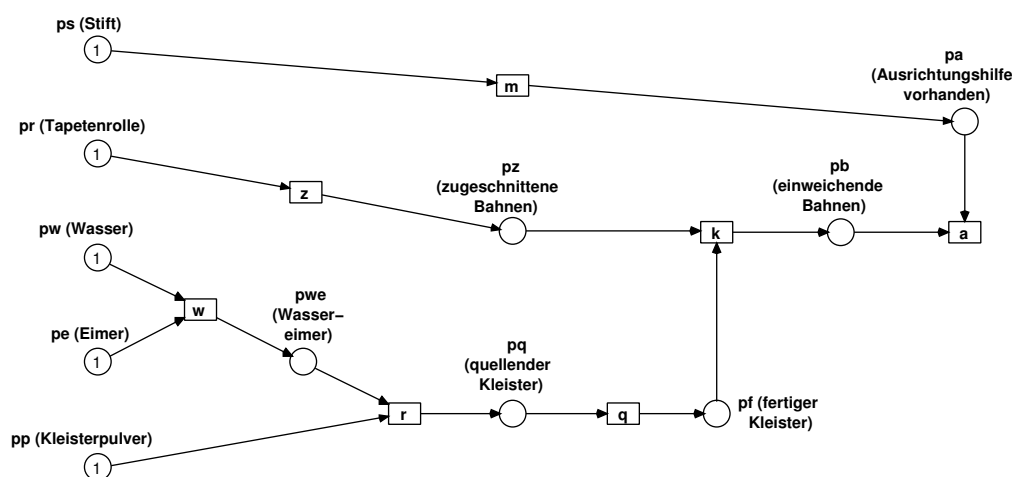 ps (Stift)
1
m
pa
(Ausrichtungshilfe
vorhanden)
pr (Tapetenrolle)
1
z
pz
(zugeschnittene
Bahnen)
pb
(einweichende
Bahnen)
k
a
pw (Wasser)
1
w
pwe
(Wasser-
eimer)
pe (Eimer)
1
pq
(quellender
Kleister)
r
q
pf (fertiger
Kleister)
pp (Kleisterpulver)
1